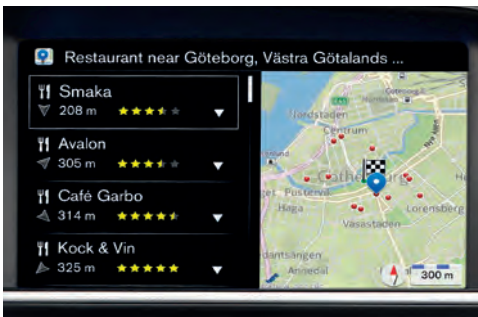 Restaurant near Göteborg, Västra Götalands ...
Smaka
208 m
Avalon
305 m
Café Garbo
314 m
Kock & Vin
325 m
Nordstaden
Centrum
Haga
Vasastaden
Lorensberg
Annedal
300 m